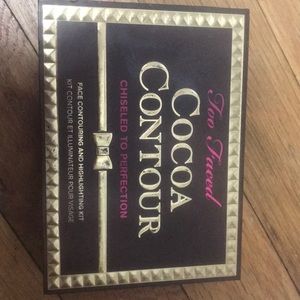 Too Faced
COCOA
CONTOUR
CHISELED TO PERFECTION
FACE CONTOURING AND HIGHLIGHTING KIT
KIT CONTOUR ET ILLUMINATEUR POUR VISAGE